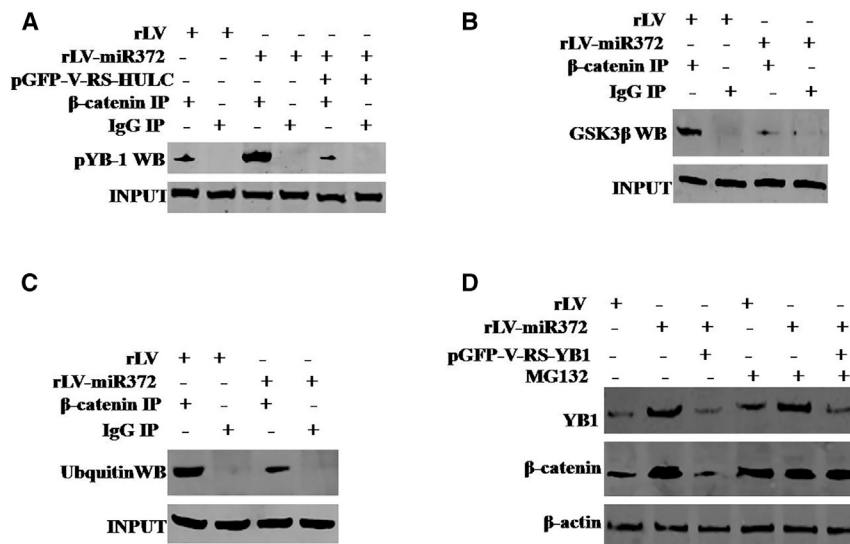 A
rLV + + - - - -
rLV-miR372 - - + + + +
pGFP-V-RS-HULC - - - - + +
β-catenin IP + - + - + -
IgG IP - + - + - +
pYB-1 WB
INPUT
B
rLV + + - -
rLV-miR372 - - + +
β-catenin IP + - + -
IgG IP - + - +
GSK3β WB
INPUT
C
rLV + + - -
rLV-miR372 - - + +
β-catenin IP + - + -
IgG IP - + - +
UbquitinWB
INPUT
D
rLV + - - + - -
rLV-miR372 - + + - + +
pGFP-V-RS-YB1 - - + - - +
MG132 - - - + + +
YB1
β-catenin
β-actin